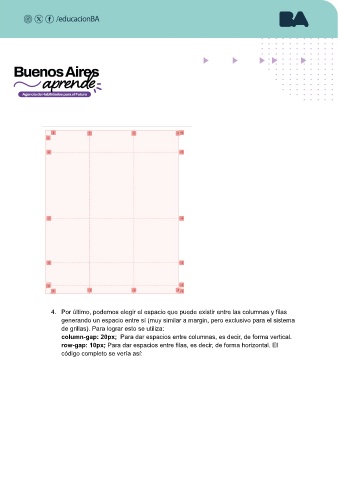 /educacionBA
BA
Buenos Aires
aprende
Agencia de Habilidades para el Futuro
4. Por último, podemos elegir el espacio que puede existir entre las columnas y filas
generando un espacio entre sí (muy similar a margin, pero exclusivo para el sistema
de grillas). Para lograr esto se utiliza:
column-gap: 20px; Para dar espacios entre columnas, es decir, de forma vertical.
row-gap: 10px; Para dar espacios entre filas, es decir, de forma horizontal. El
código completo se vería así: